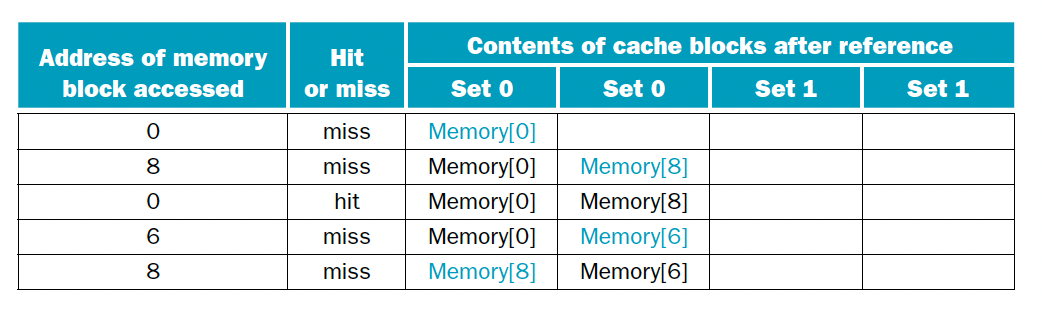 Address of memory block accessed | Hit or miss | Contents of cache blocks after reference
Set 0 | Set 0 | Set 1 | Set 1
0 | miss | Memory[0] | | |
8 | miss | Memory[0] | Memory[8] | |
0 | hit | Memory[0] | Memory[8] | |
6 | miss | Memory[0] | Memory[6] | |
8 | miss | Memory[8] | Memory[6] | |